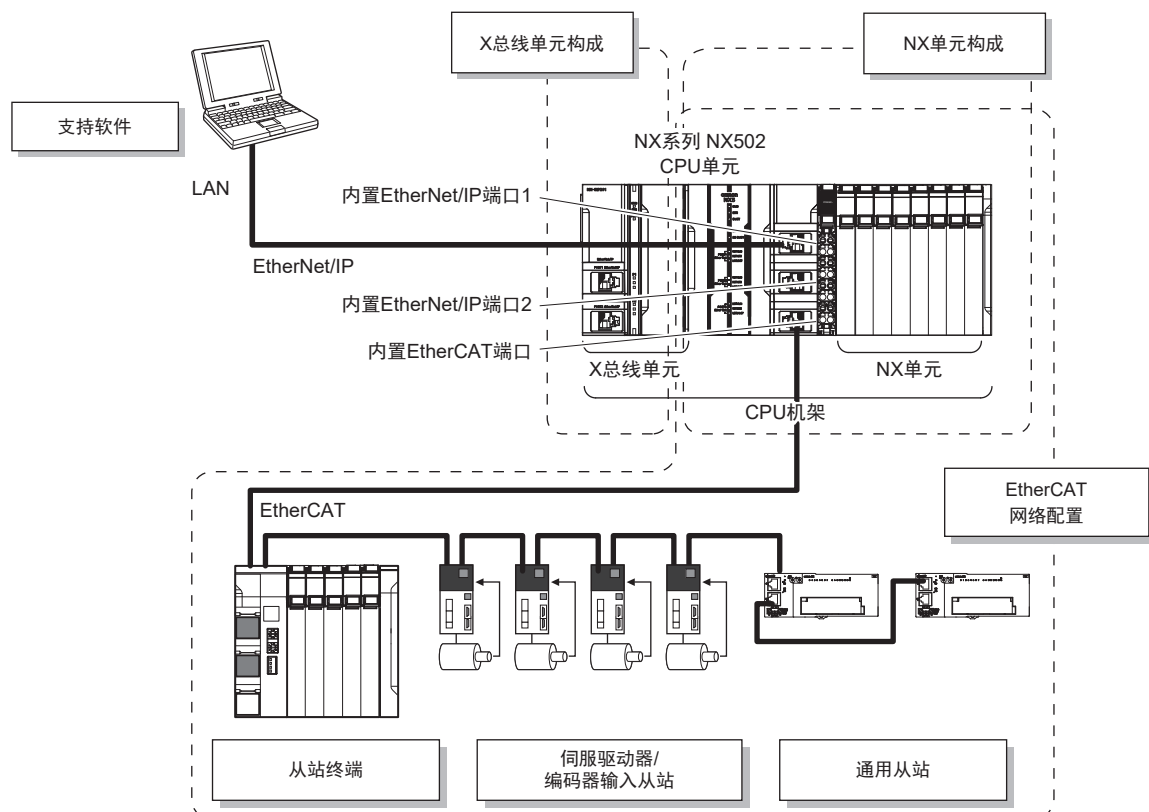 X总线单元构成
NX单元构成
支持软件
NX系列 NX502
CPU单元
LAN
内置EtherNet/IP端口1
EtherNet/IP
内置EtherNet/IP端口2
内置EtherCAT端口
X总线单元
NX单元
CPU机架
EtherCAT
网络配置
EtherCAT
从站终端
伺服驱动器/
编码器输入从站
通用从站